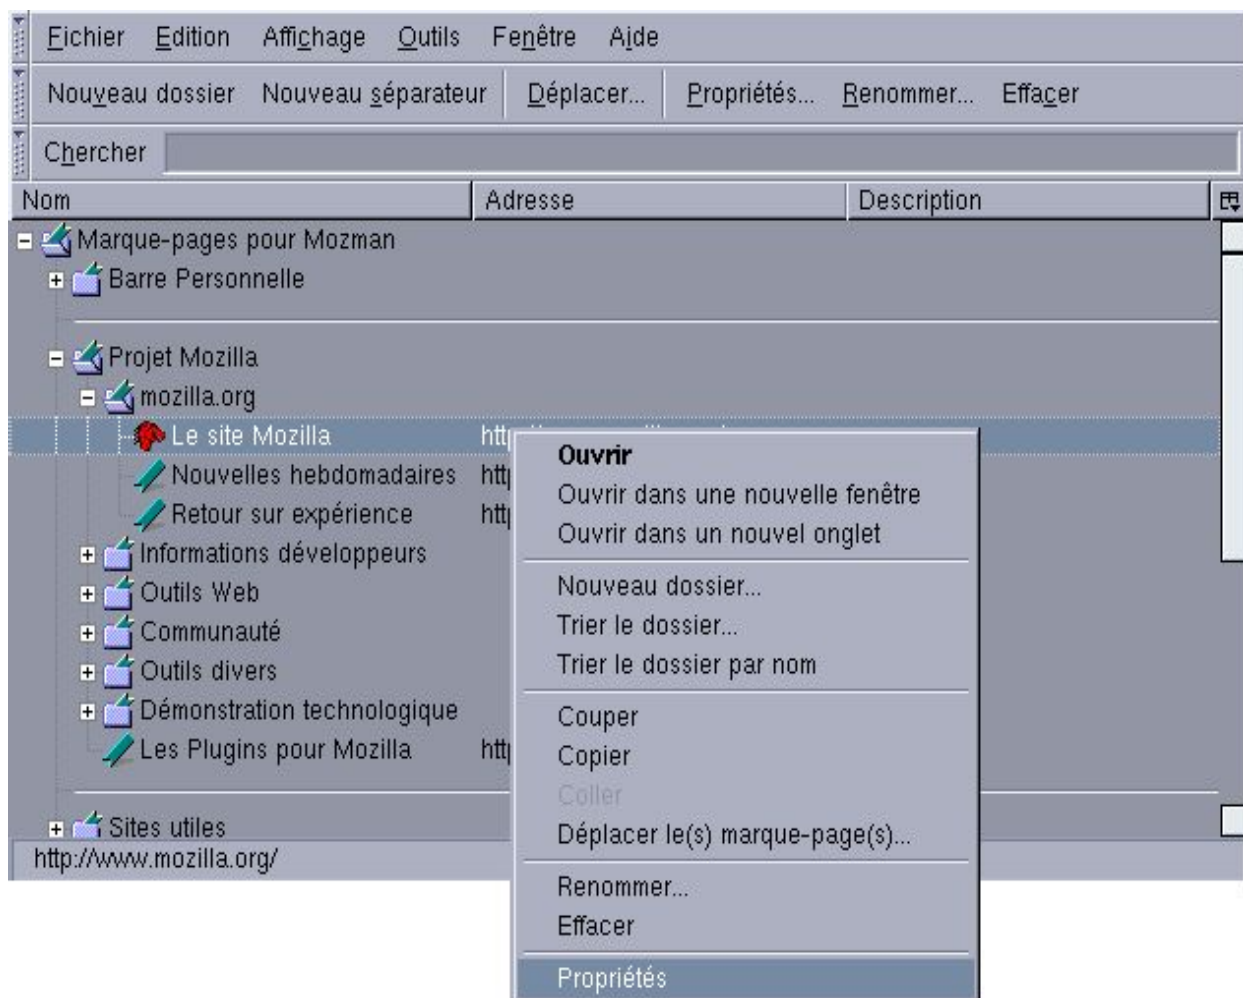 Fichier Edition Affichage Outils Fenêtre Aide
Nouveau dossier Nouveau séparateur Déplacer... Propriétés... Renommer... Effacer
Chercher
Nom Adresse Description
Marque-pages pour Mozman
Barre Personnelle
Projet Mozilla
mozilla.org
Le site Mozilla
Nouvelles hebdomadaires
Retour sur expérience
Informations développeurs
Outils Web
Communauté
Outils divers
Démonstration technologique
Les Plugins pour Mozilla
Sites utiles
http://www.mozilla.org/
Ouvrir
Ouvrir dans une nouvelle fenêtre
Ouvrir dans un nouvel onglet
Nouveau dossier...
Trier le dossier...
Trier le dossier par nom
Couper
Copier
Coller
Déplacer le(s) marque-page(s)...
Renommer...
Effacer
Propriétés